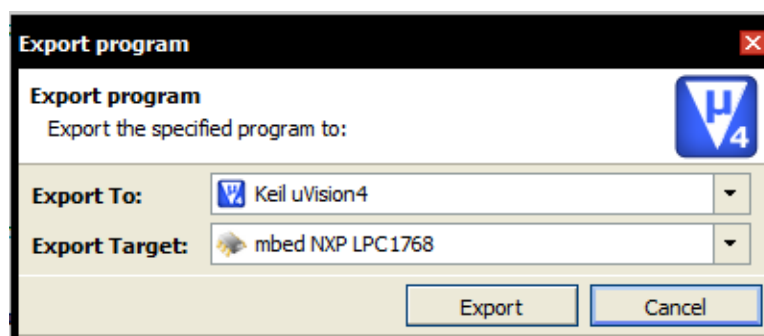 Export program
Export program
Export the specified program to:
µ4
Export To: Keil uVision4
Export Target: mbed NXP LPC1768
Export Cancel